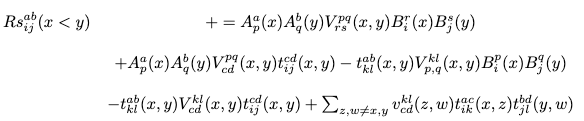 Rs^{ab}_{ij}(x < y) += A^a_p(x)A^b_q(y)V^{pq}_{rs}(x, y)B^r_i(x)B^s_j(y)
+A^a_p(x)A^b_q(y)V^{pq}_{cd}(x, y)t^{cd}_{ij}(x, y) − t^{ab}_{kl}(x, y)V^{kl}_{p,q}(x, y)B^p_i(x)B^q_j(y)
−t^{ab}_{kl}(x, y)V^{kl}_{cd}(x, y)t^{cd}_{ij}(x, y) + ∑_{z,w≠x,y} v^{kl}_{cd}(z, w)t^{ac}_{ik}(x, z)t^{bd}_{jl}(y, w)